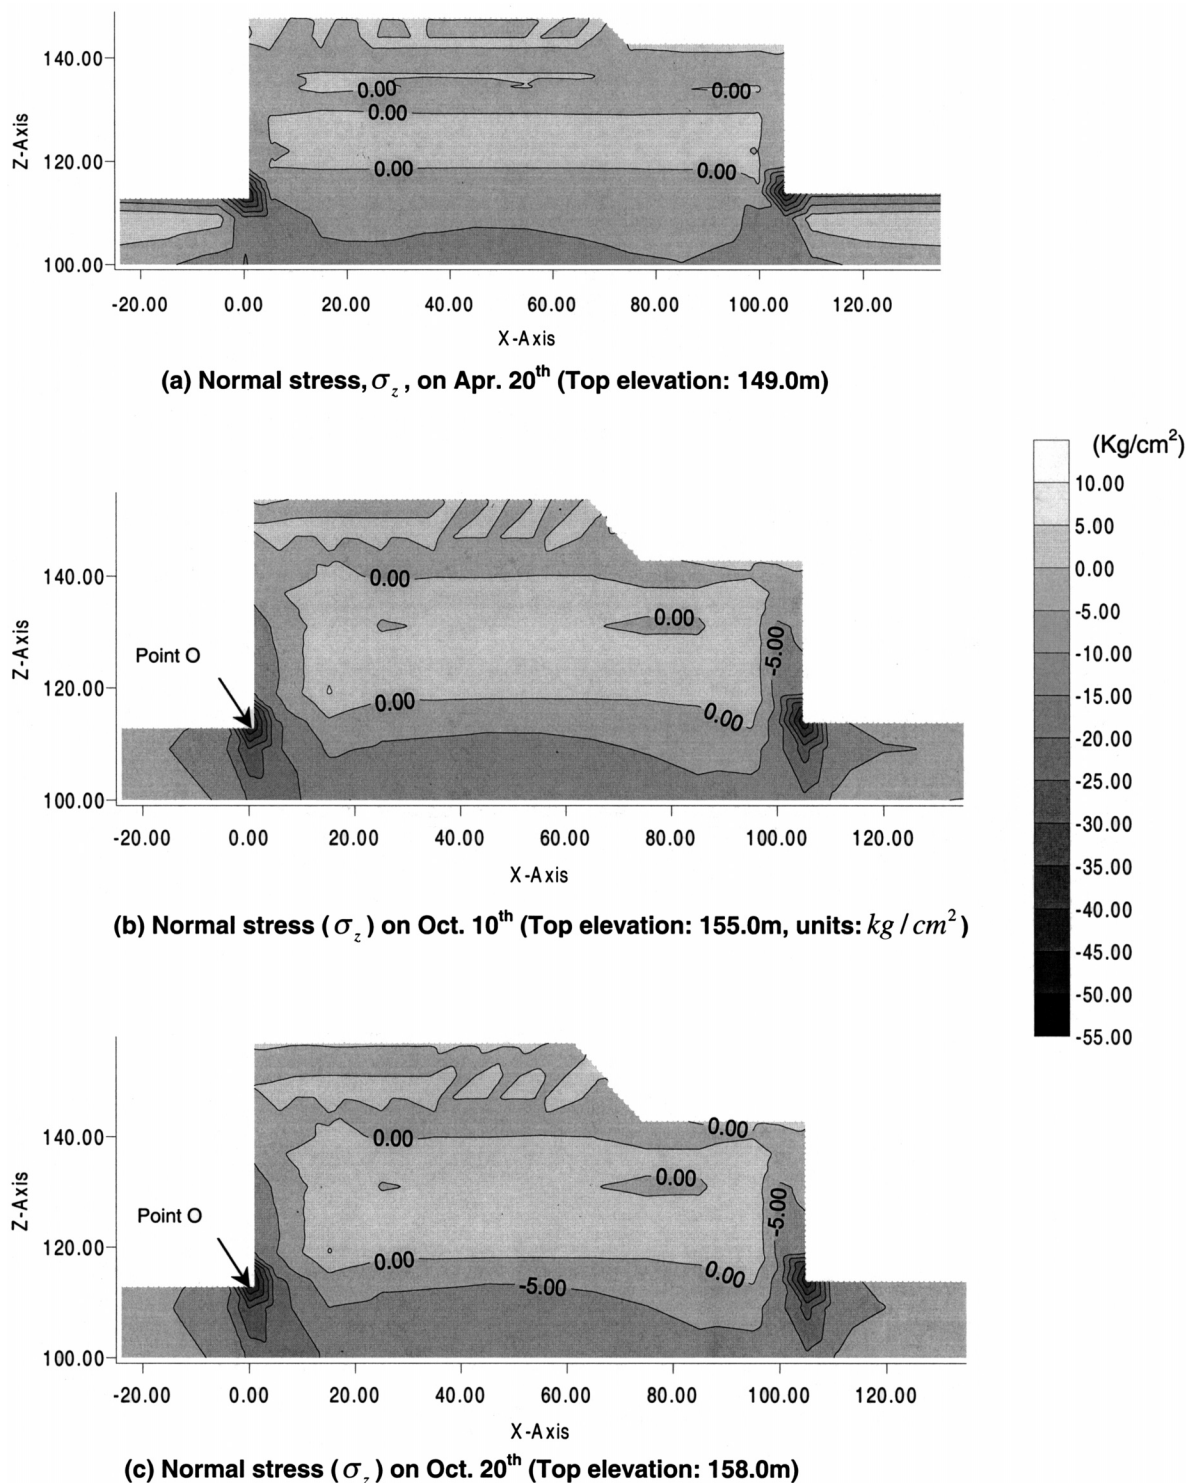 140.00
0.00
0.00
0.00
120.00
0.00
0.00
100.00
Z-Axis
-20.00 0.00 20.00 40.00 60.00 80.00 100.00 120.00
X-Axis
(a) Normal stress, σz, on Apr. 20th (Top elevation: 149.0m)
(Kg/cm2)
10.00
5.00
0.00
-5.00
-10.00
-15.00
-20.00
-25.00
-30.00
-35.00
-40.00
-45.00
-50.00
-55.00
140.00
0.00
0.00
-5.00
Point O
120.00
0.00
0.00
100.00
Z-Axis
-20.00 0.00 20.00 40.00 60.00 80.00 100.00 120.00
X-Axis
(b) Normal stress (σz) on Oct. 10th (Top elevation: 155.0m, units: kg / cm2)
140.00
0.00
0.00
0.00
-5.00
Point O
120.00
0.00
0.00
-5.00
100.00
Z-Axis
-20.00 0.00 20.00 40.00 60.00 80.00 100.00 120.00
X-Axis
(c) Normal stress (σz) on Oct. 20th (Top elevation: 158.0m)